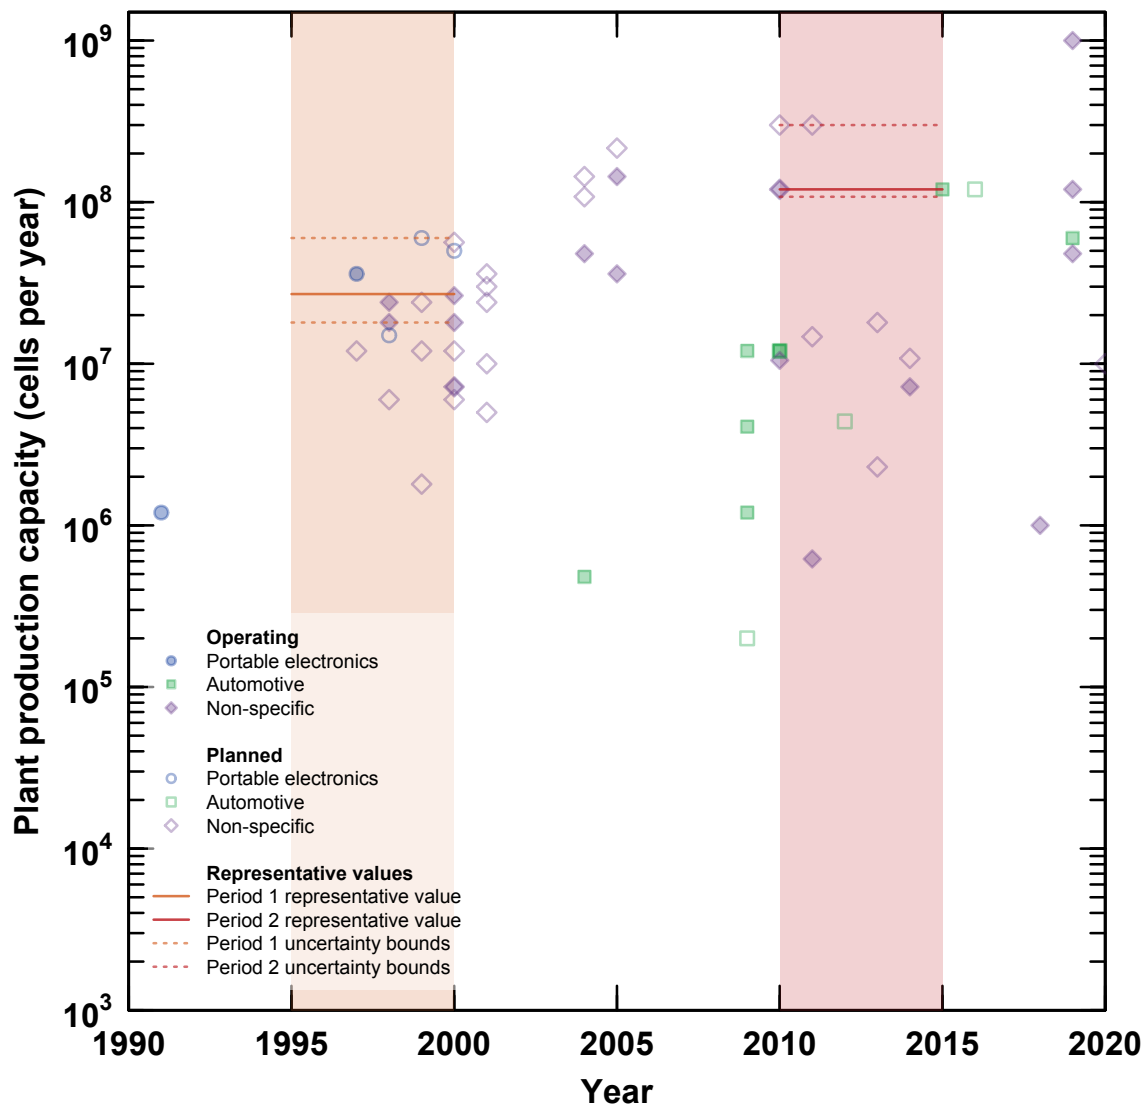 10^9
10^8
10^7
10^6
10^5
10^4
10^3
Plant production capacity (cells per year)
Operating
Portable electronics
Automotive
Non-specific
Planned
Portable electronics
Automotive
Non-specific
Representative values
Period 1 representative value
Period 2 representative value
Period 1 uncertainty bounds
Period 2 uncertainty bounds
1990 1995 2000 2005 2010 2015 2020
Year